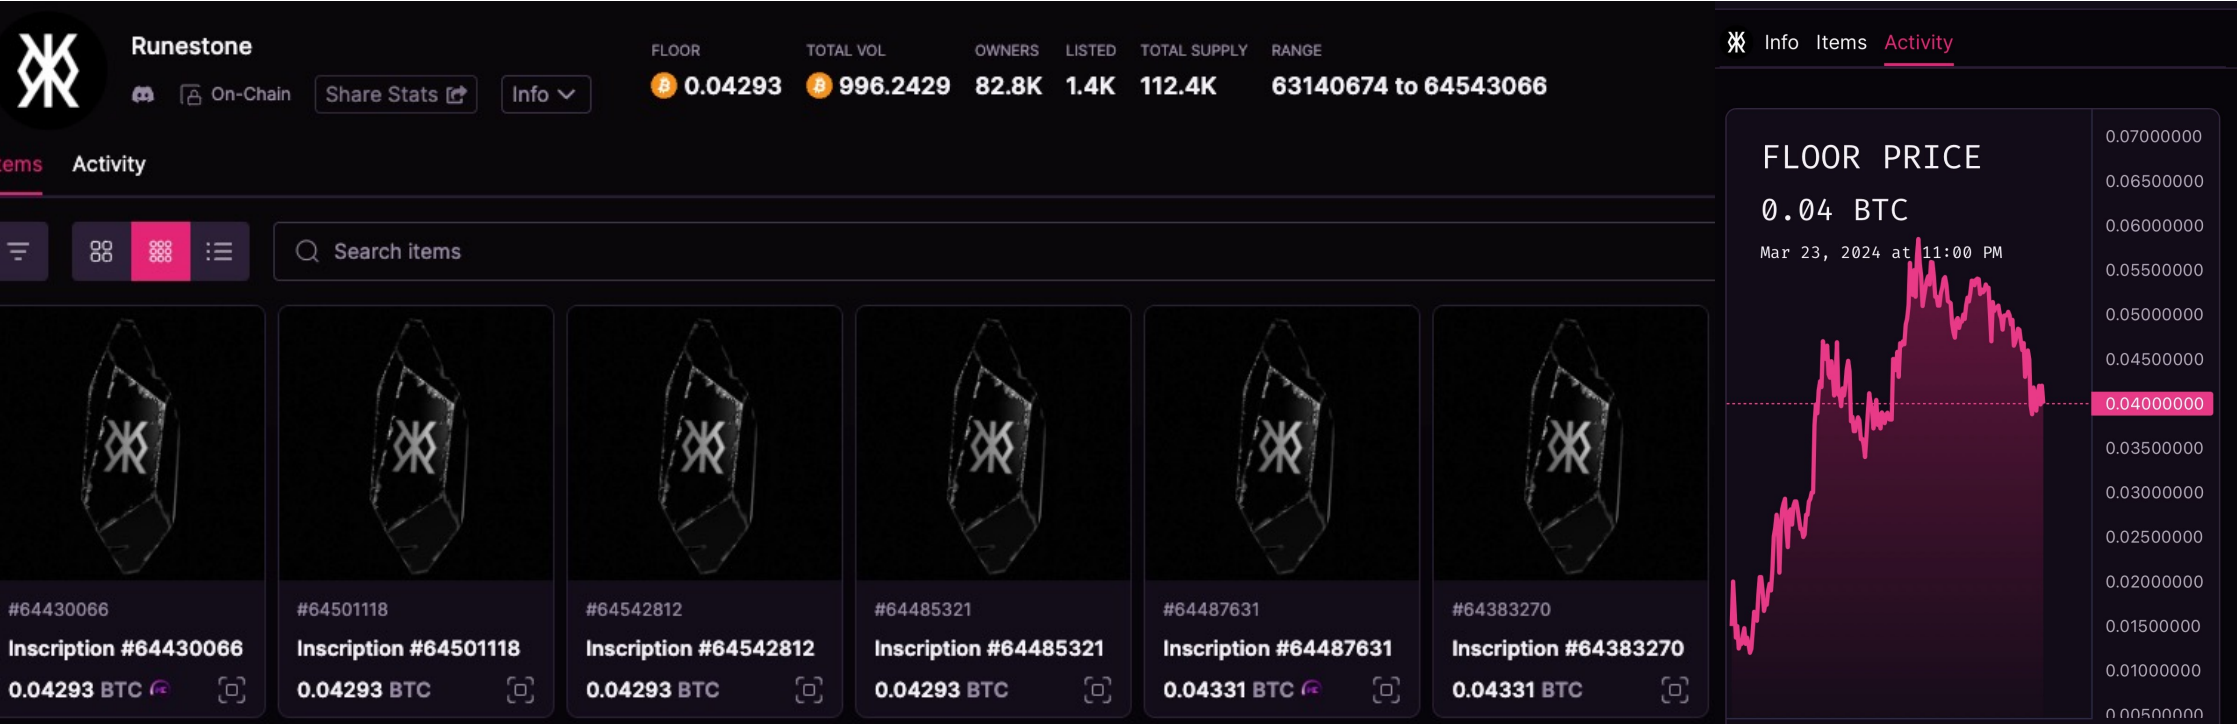 Runestone
On-Chain
Share Stats
Info
FLOOR
0.04293
TOTAL VOL
996.2429
OWNERS
82.8K
LISTED
1.4K
TOTAL SUPPLY
112.4K
RANGE
63140674 to 64543066
tems
Activity
Search items
#64430066
Inscription #64430066
0.04293 BTC
#64501118
Inscription #64501118
0.04293 BTC
#64542812
Inscription #64542812
0.04293 BTC
#64485321
Inscription #64485321
0.04293 BTC
#64487631
Inscription #64487631
0.04331 BTC
#64383270
Inscription #64383270
0.04331 BTC
Info Items Activity
FLOOR PRICE
0.04 BTC
Mar 23, 2024 at 11:00 PM
0.07000000
0.06500000
0.06000000
0.05500000
0.05000000
0.04500000
0.04000000
0.03500000
0.03000000
0.02500000
0.02000000
0.01500000
0.01000000
0.00500000